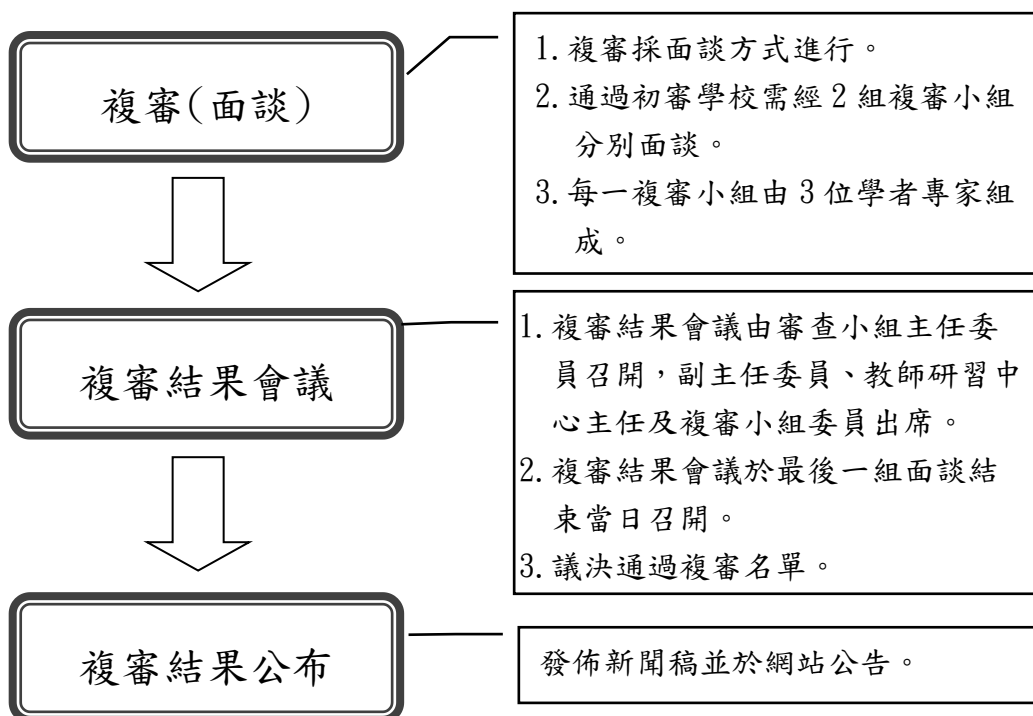 複審(面談)
1.複審採面談方式進行。
2.通過初審學校需經2組複審小組
分別面談。
3.每一複審小組由3位學者專家組
成。
複審結果會議
1.複審結果會議由審查小組主任委
員召開，副主任委員、教師研習中
心主任及複審小組委員出席。
2.複審結果會議於最後一組面談結
束當日召開。
3.議決通過複審名單。
複審結果公布
發佈新聞稿並於網站公告。